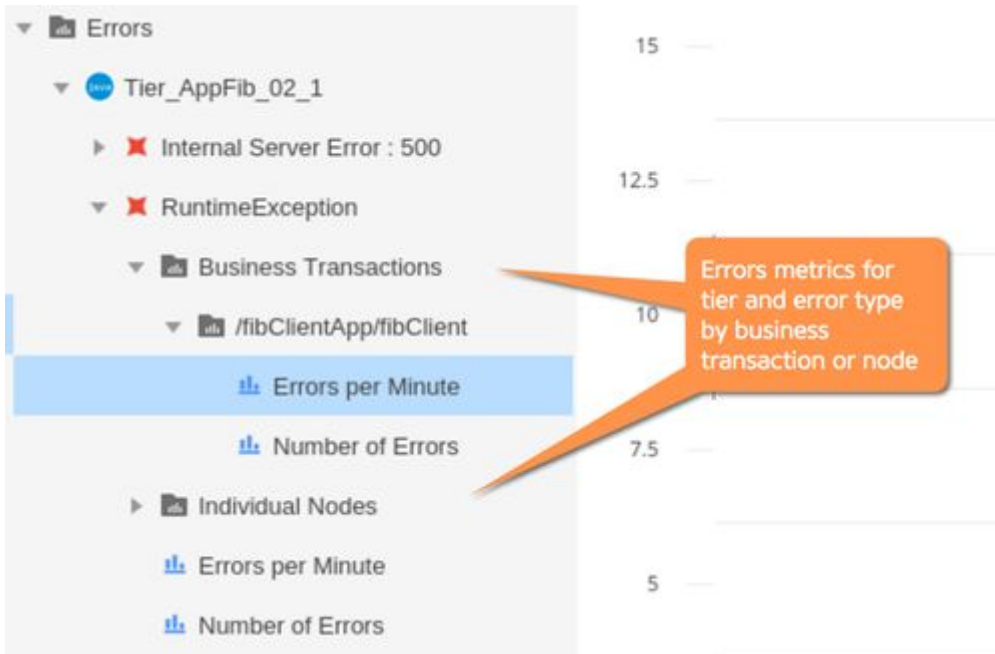 Errors
Tier_AppFib_02_1
Internal Server Error : 500
RuntimeException
Business Transactions
/fibClientApp/fibClient
Errors per Minute
Number of Errors
Individual Nodes
Errors per Minute
Number of Errors
15
12.5
10
7.5
5
Errors metrics for
tier and error type
by business
transaction or node